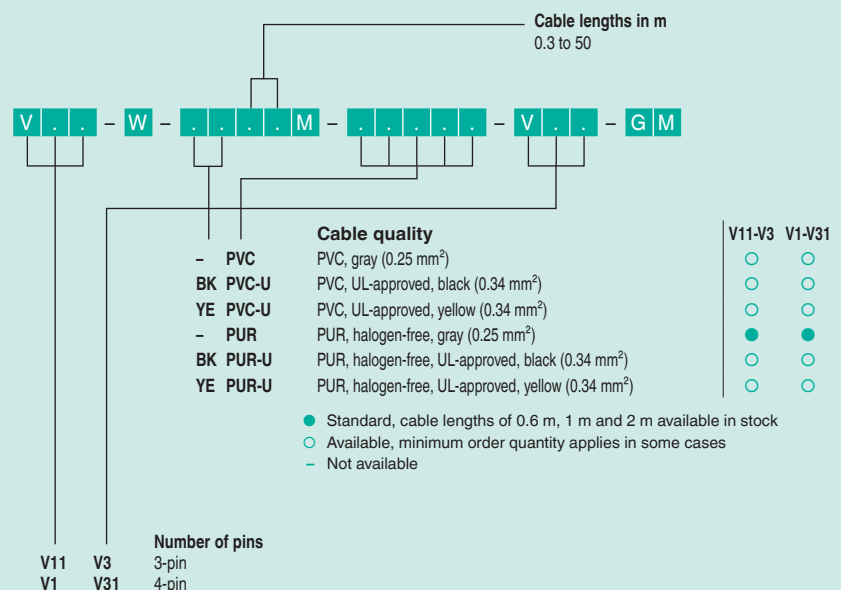 Cable lengths in m
0.3 to 50
V . . – W – . . . . M – . . . . . – V . . – G M
Cable quality V11-V3 V1-V31
– PVC PVC, gray (0.25 mm²) ○ ○
BK PVC-U PVC, UL-approved, black (0.34 mm²) ○ ○
YE PVC-U PVC, UL-approved, yellow (0.34 mm²) ○ ○
– PUR PUR, halogen-free, gray (0.25 mm²) ● ●
BK PUR-U PUR, halogen-free, UL-approved, black (0.34 mm²) ○ ○
YE PUR-U PUR, halogen-free, UL-approved, yellow (0.34 mm²) ○ ○
● Standard, cable lengths of 0.6 m, 1 m and 2 m available in stock
○ Available, minimum order quantity applies in some cases
– Not available
Number of pins
V11 V3 3-pin
V1 V31 4-pin